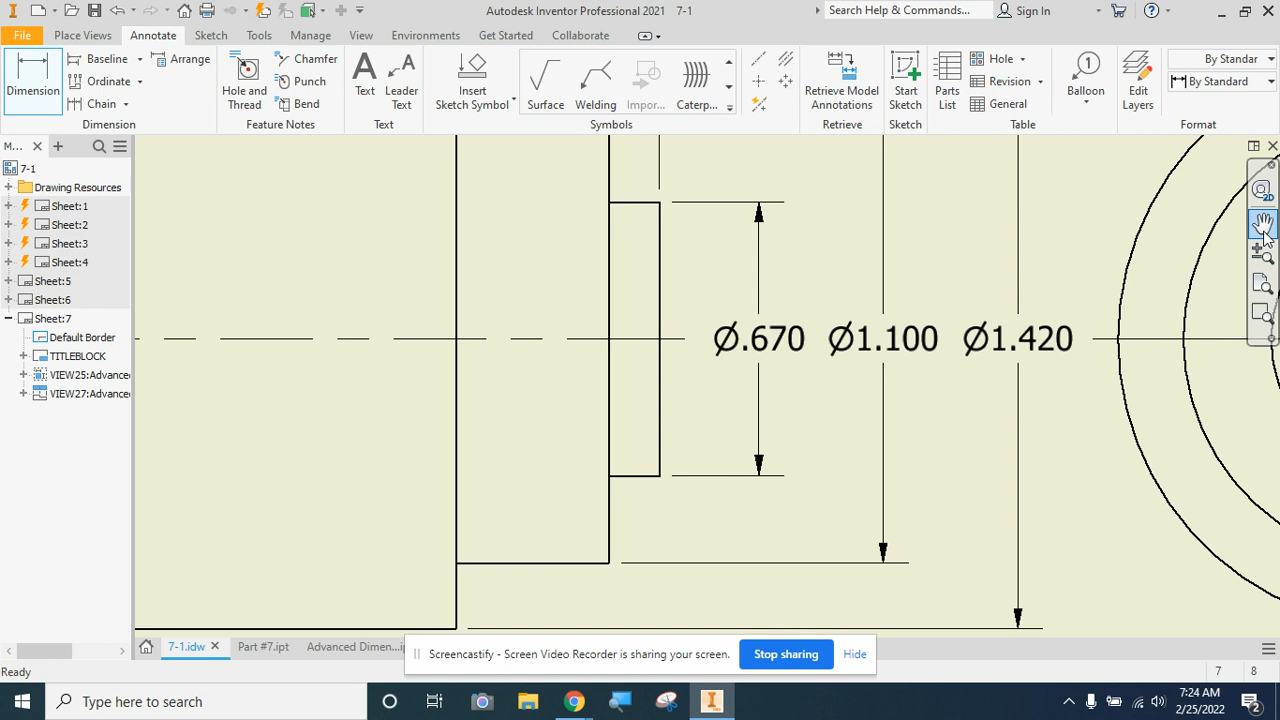 Autodesk Inventor Professional 2021 7-1
Search Help & Commands...
Sign In
File
Place Views
Annotate
Sketch
Tools
Manage
View
Environments
Get Started
Collaborate
Dimension
Baseline
Ordinate
Chain
Arrange
Dimension
Hole and
Thread
Chamfer
Punch
Bend
Feature Notes
Text
Leader
Text
Text
Insert
Sketch Symbol
Surface
Welding
Impor...
Caterp...
Symbols
Retrieve Model
Annotations
Retrieve
Start
Sketch
Sketch
Parts
List
Hole
Revision
General
Table
Balloon
Edit
Layers
By Standar
By Standard
Format
M...
7-1
Drawing Resources
Sheet:1
Sheet:2
Sheet:3
Sheet:4
Sheet:5
Sheet:6
Sheet:7
Default Border
TITLEBLOCK
VIEW25:Advance
VIEW27:Advance
2D
Ø.670 Ø1.100 Ø1.420
7-1.idw
Part #7.ipt
Advanced Dimen...i
Screencastify - Screen Video Recorder is sharing your screen.
Stop sharing
Hide
Ready
7
8
Type here to search
7:24 AM
2/25/2022
2